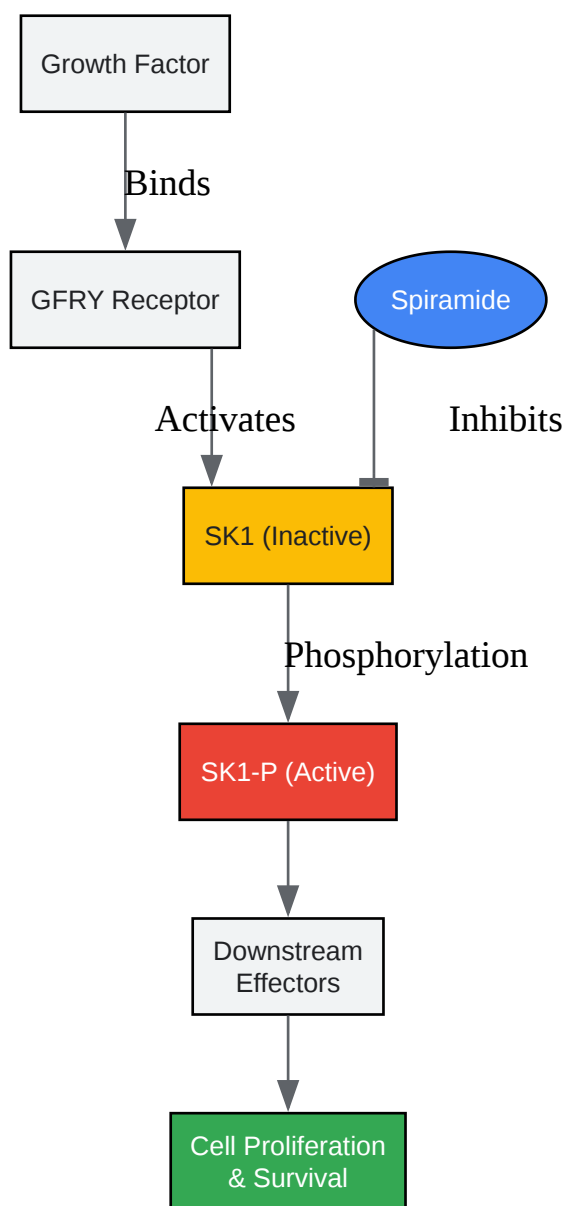 Growth Factor
Binds
GFRY Receptor
Spiramide
Activates
Inhibits
SK1 (Inactive)
Phosphorylation
SK1-P (Active)
Downstream
Effectors
Cell Proliferation
& Survival